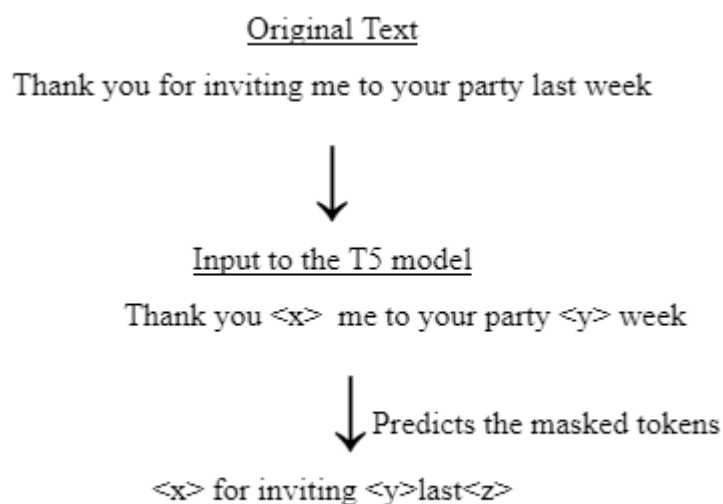 Original Text
Thank you for inviting me to your party last week
Input to the T5 model
Thank you <x> me to your party <y> week
Predicts the masked tokens
<x> for inviting <y>last<z>